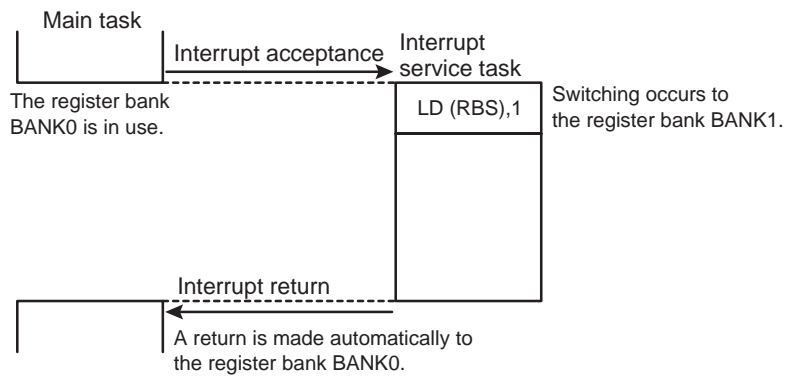 Main task
Interrupt acceptance
Interrupt
service task
The register bank
BANK0 is in use.
LD (RBS),1
Switching occurs to
the register bank BANK1.
Interrupt return
A return is made automatically to
the register bank BANK0.